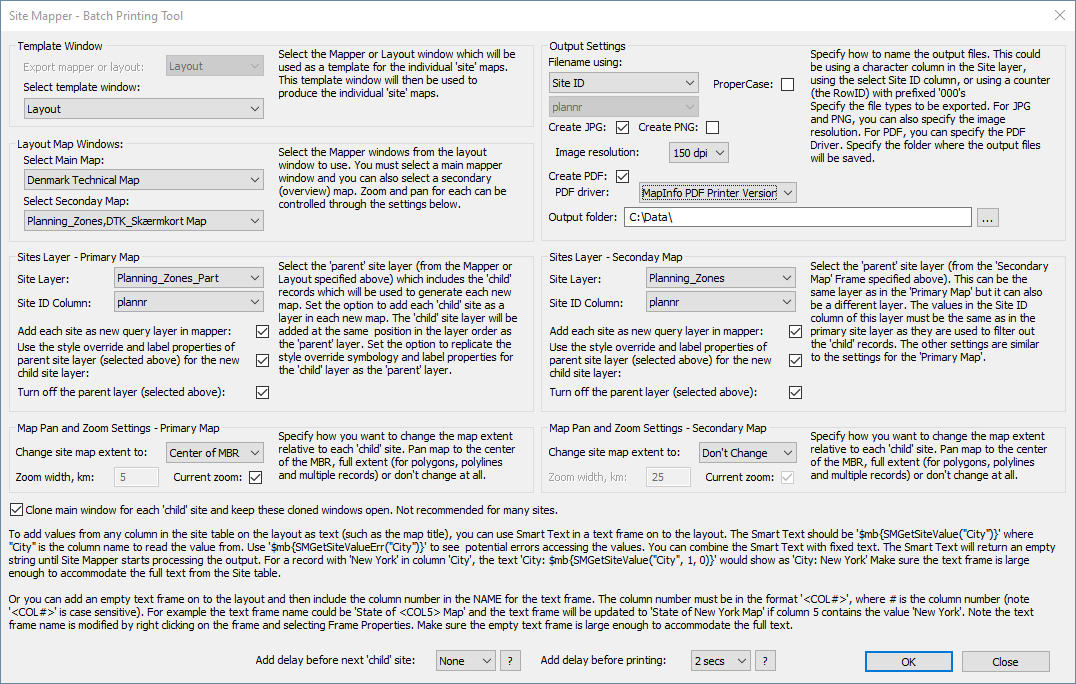 Site Mapper - Batch Printing Tool
Template Window
Export mapper or layout:
Layout
Select template window:
Layout
Select the Mapper or Layout window which will be
used as a template for the individual 'site' maps.
This template window will then be used to
produce the individual 'site' maps.
Layout Map Windows:
Select Main Map:
Denmark Technical Map
Select Seconday Map:
Planning_Zones,DTK_Skærmkort Map
Select the Mapper windows from the layout
window to use. You must select a main mapper
window and you can also select a secondary
(overview) map. Zoom and pan for each can be
controlled through the settings below.
Output Settings
Filename using:
Site ID
ProperCase:
plannr
Create JPG:
Create PNG:
Image resolution:
150 dpi
Create PDF:
PDF driver:
MapInfo PDF Printer Version
Output folder:
C:\Data\
...
Specify how to name the output files. This could
be using a character column in the Site layer,
using the select Site ID column, or using a counter
(the RowID) with prefixed '000's
Specify the file types to be exported. For JPG
and PNG, you can also specify the image
resolution. For PDF, you can specify the PDF
Driver. Specify the folder where the output files
will be saved.
Sites Layer - Primary Map
Site Layer:
Planning_Zones_Part
Site ID Column:
plannr
Add each site as new query layer in mapper:
Use the style override and label properties of
parent site layer (selected above) for the new
child site layer:
Turn off the parent layer (selected above):
Select the 'parent' site layer (from the Mapper or
Layout specified above) which includes the 'child'
records which will be used to generate each new
map. Set the option to add each 'child' site as a
layer in each new map. The 'child' site layer will be
added at the same  position in the layer order as
the 'parent' layer. Set the option to replicate the
style override symbology and label properties for
the 'child' layer as the 'parent' layer.
Sites Layer - Seconday Map
Site Layer:
Planning_Zones
Site ID Column:
plannr
Add each site as new query layer in mapper:
Use the style override and label properties of
parent site layer (selected above) for the new
child site layer:
Turn off the parent layer (selected above):
Select the 'parent' site layer (from the 'Secondary
Map' Frame specified above). This can be the
same layer as in the 'Primary Map' but it can also
be a different layer. The values in the Site ID
column of this layer must be the same as in the
primary site layer as they are used to filter out
the 'child' records. The other settings are similar
to the settings for the 'Primary Map'.
Map Pan and Zoom Settings - Primary Map
Change site map extent to:
Center of MBR
Zoom width, km:
5
Current zoom:
Specify how you want to change the map extent
relative to each 'child' site. Pan map to the center
of the MBR, full extent (for polygons, polylines
and multiple records) or don't change at all.
Map Pan and Zoom Settings - Secondary Map
Change site map extent to:
Don't Change
Zoom width, km:
25
Current zoom:
Specify how you want to change the map extent
relative to each 'child' site. Pan map to the center
of the MBR, full extent (for polygons, polylines
and multiple records) or don't change at all.
Clone main window for each 'child' site and keep these cloned windows open. Not recommended for many sites.
To add values from any column in the site table on the layout as text (such as the map title), you can use Smart Text in a text frame on to the layout. The Smart Text should be '$mb{SMGetSiteValue("City")}' where
"City" is the column name to read the value from. Use '$mb{SMGetSiteValueErr("City")}' to see  potential errors accessing the values. You can combine the Smart Text with fixed text. The Smart Text will return an empty
string until Site Mapper starts processing the output. For a record with 'New York' in column 'City', the text 'City: $mb{SMGetSiteValue("City", 1, 0)}' would show as 'City: New York' Make sure the text frame is large
enough to accommodate the full text from the Site table.
Or you can add an empty text frame on to the layout and then include the column number in the NAME for the text frame. The column number must be in the format '<COL#>', where # is the column number (note
'<COL#>' is case sensitive). For example the text frame name could be 'State of <COL5> Map' and the text frame will be updated to 'State of New York Map' if column 5 contains the value 'New York'. Note the text
frame name is modified by right clicking on the frame and selecting Frame Properties. Make sure the empty text frame is large enough to accommodate the full text.
Add delay before next 'child' site:
None
?
Add delay before printing:
2 secs
?
OK
Close